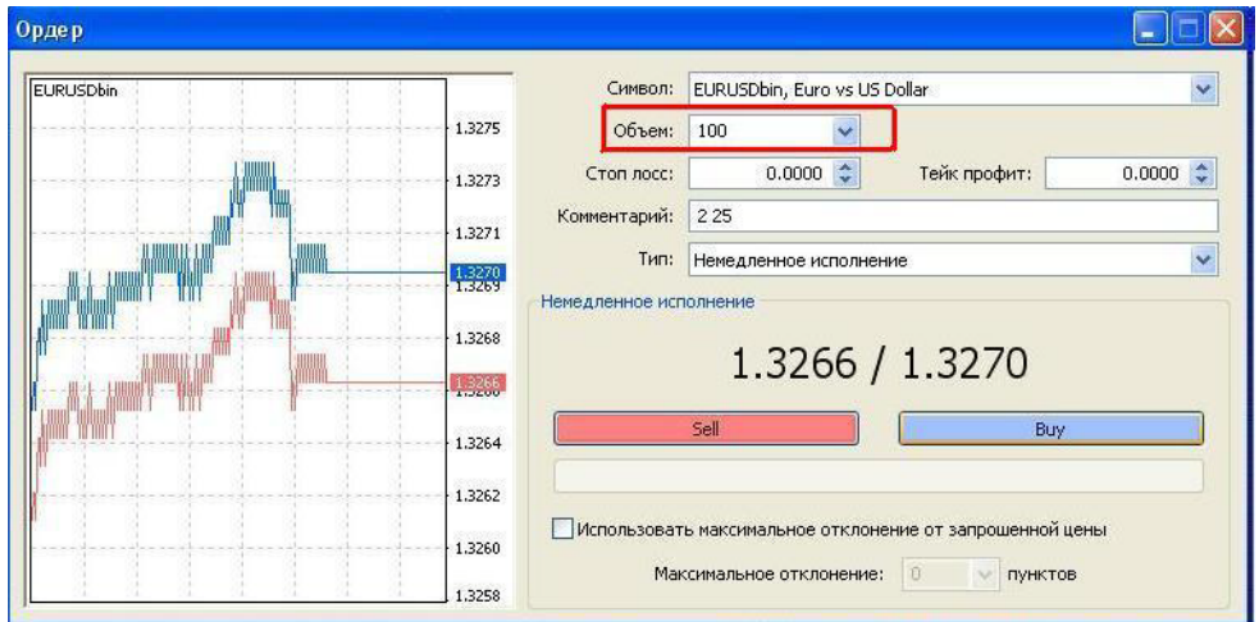 Ордер
EURUSDbin
1.3275
1.3273
1.3271
1.3270
1.3269
1.3268
1.3266
1.3264
1.3262
1.3260
1.3258
Символ: EURUSDbin, Euro vs US Dollar
Объем: 100
Стоп лосс: 0.0000 Тейк профит: 0.0000
Комментарий: 2 25
Тип: Немедленное исполнение
Немедленное исполнение
1.3266 / 1.3270
Sell Buy
Использовать максимальное отклонение от запрошенной цены
Максимальное отклонение: 0 пунктов